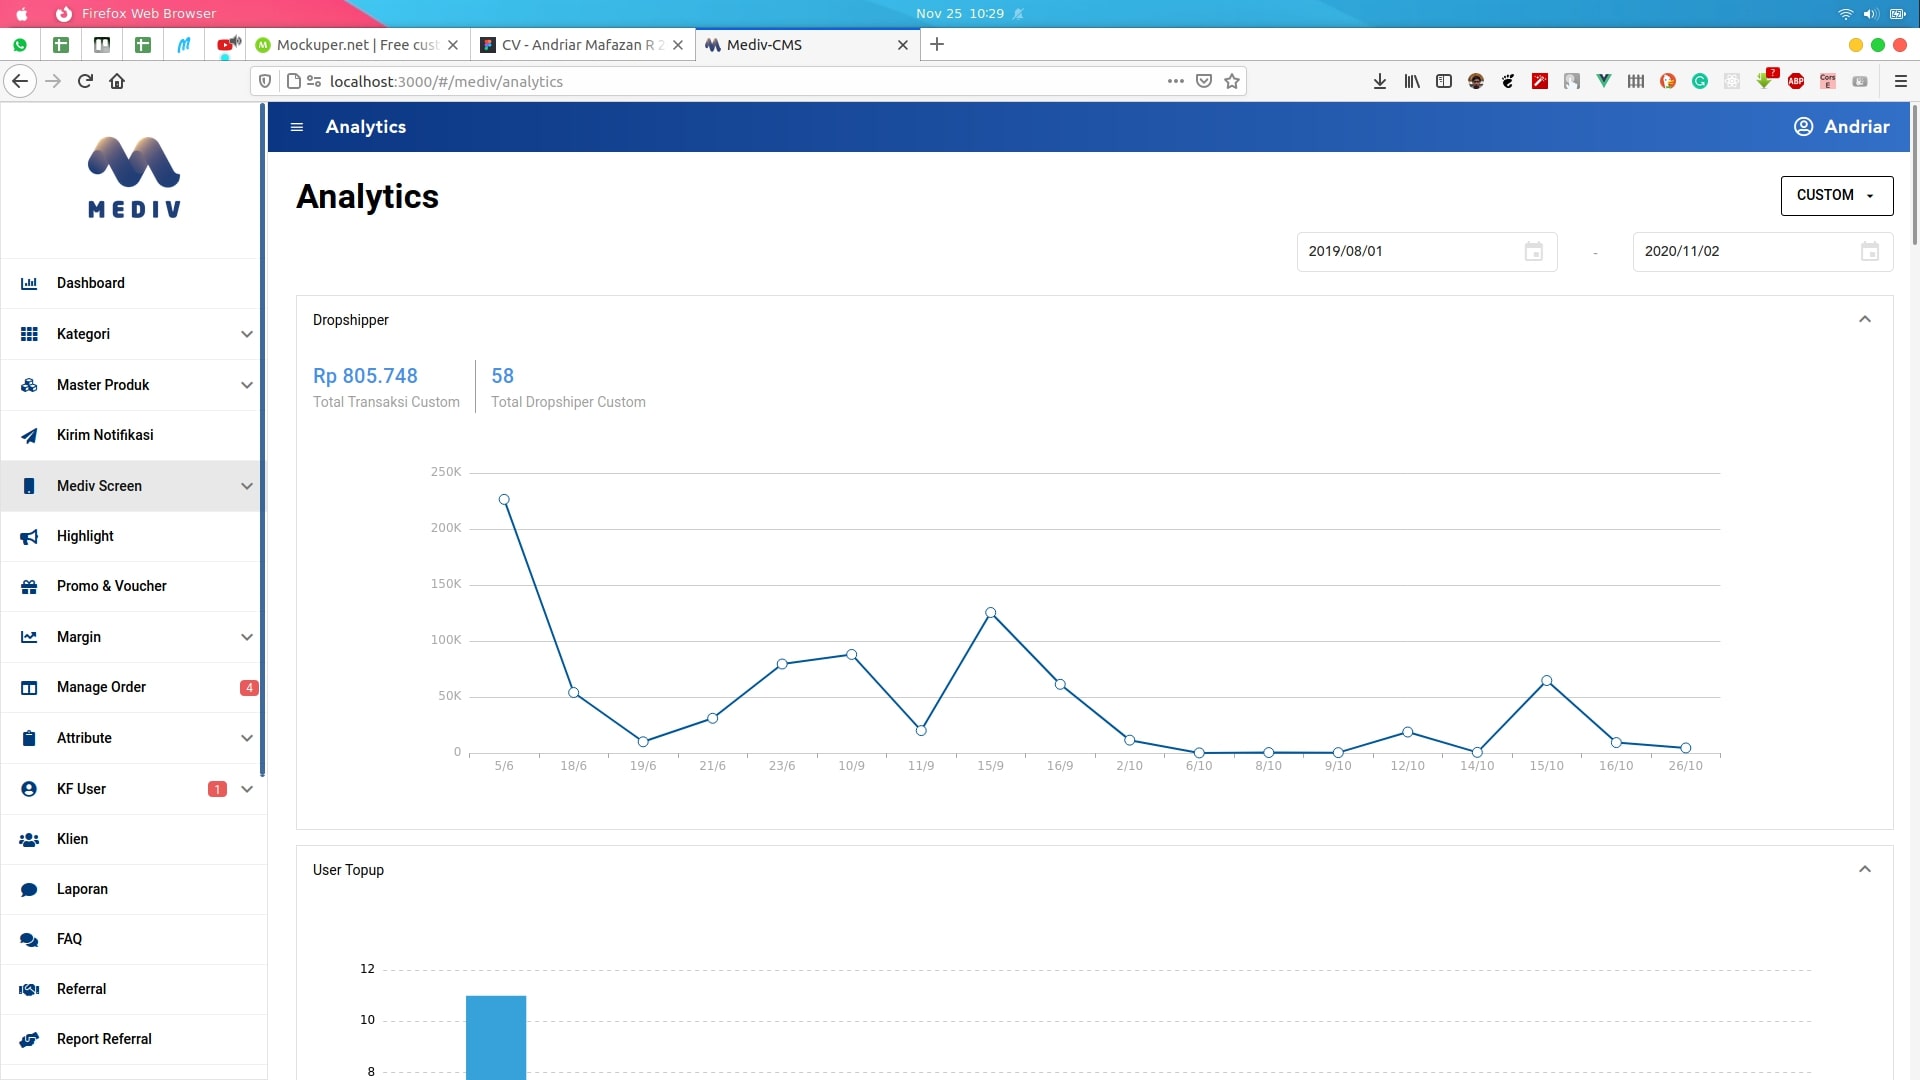 Firefox Web Browser
Nov 25 10:29
Mockuper.net | Free cust
CV - Andriar Mafazan R 2
Mediv-CMS
localhost:3000/#/mediv/analytics
?
ABP
Cors
E
MEDIV
Analytics
Andriar
Analytics
CUSTOM
2019/08/01
-
2020/11/02
Dashboard
Kategori
Master Produk
Kirim Notifikasi
Mediv Screen
Highlight
Promo & Voucher
Margin
Manage Order
4
Attribute
KF User
1
Klien
Laporan
FAQ
Referral
Report Referral
Dropshipper
Rp 805.748
Total Transaksi Custom
58
Total Dropshiper Custom
250K
200K
150K
100K
50K
0
5/6 18/6 19/6 21/6 23/6 10/9 11/9 15/9 16/9 2/10 6/10 8/10 9/10 12/10 14/10 15/10 16/10 26/10
User Topup
12
10
8